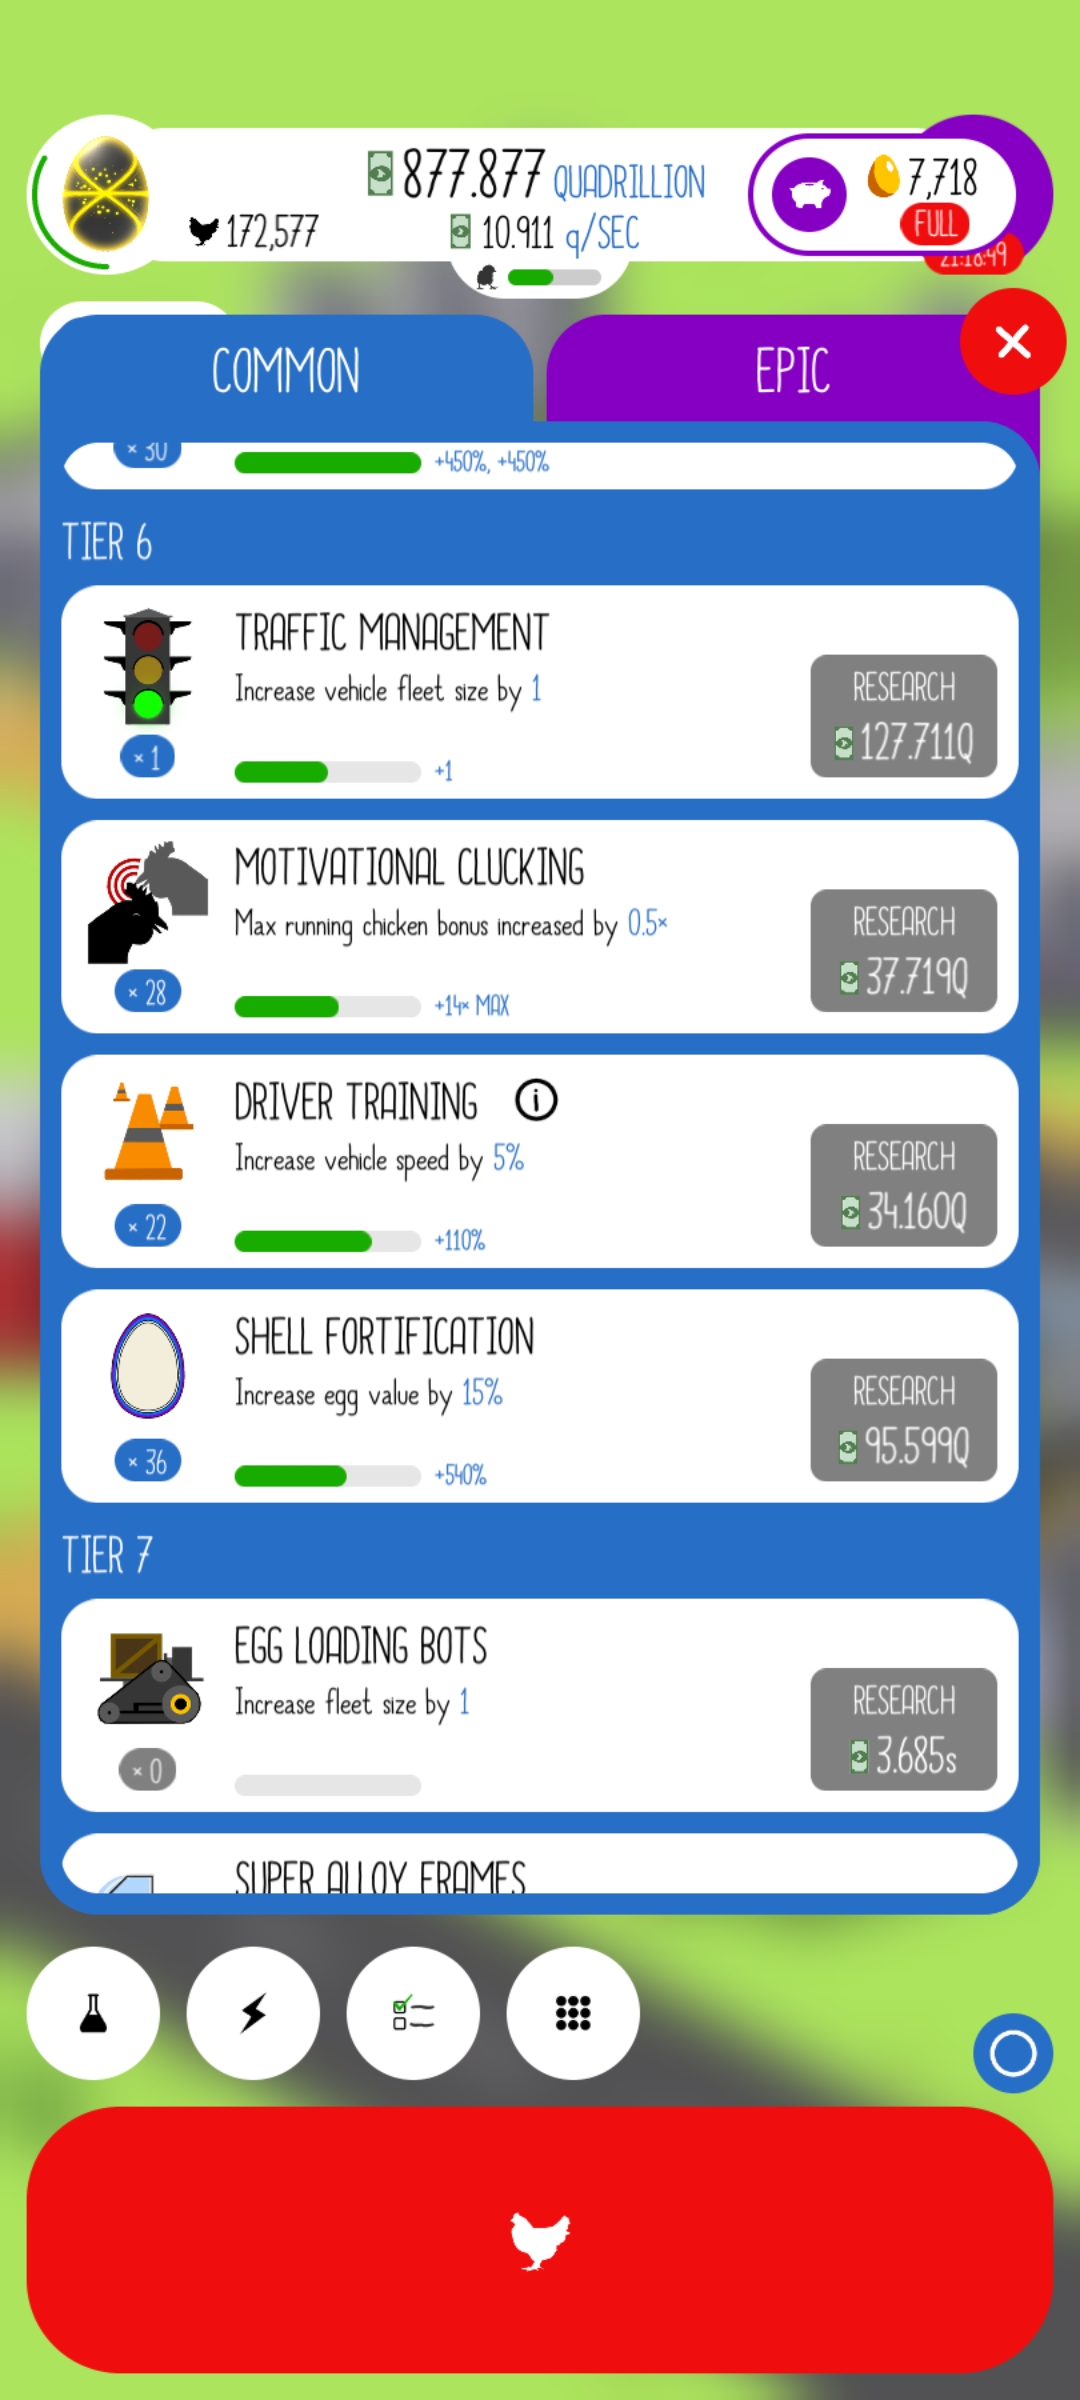 877.877 QUADRILLION
7,718
172,577
10.911 q/SEC
FULL
21:18:49
COMMON
EPIC
× 30
+450%, +450%
TIER 6
TRAFFIC MANAGEMENT
Increase vehicle fleet size by 1
RESEARCH
127.711Q
× 1
+1
MOTIVATIONAL CLUCKING
Max running chicken bonus increased by 0.5×
RESEARCH
37.719Q
× 28
+14× MAX
DRIVER TRAINING i
Increase vehicle speed by 5%
RESEARCH
34.160Q
× 22
+110%
SHELL FORTIFICATION
Increase egg value by 15%
RESEARCH
95.599Q
× 36
+540%
TIER 7
EGG LOADING BOTS
Increase fleet size by 1
RESEARCH
3.685s
× 0
SUPER ALLOY FRAMES